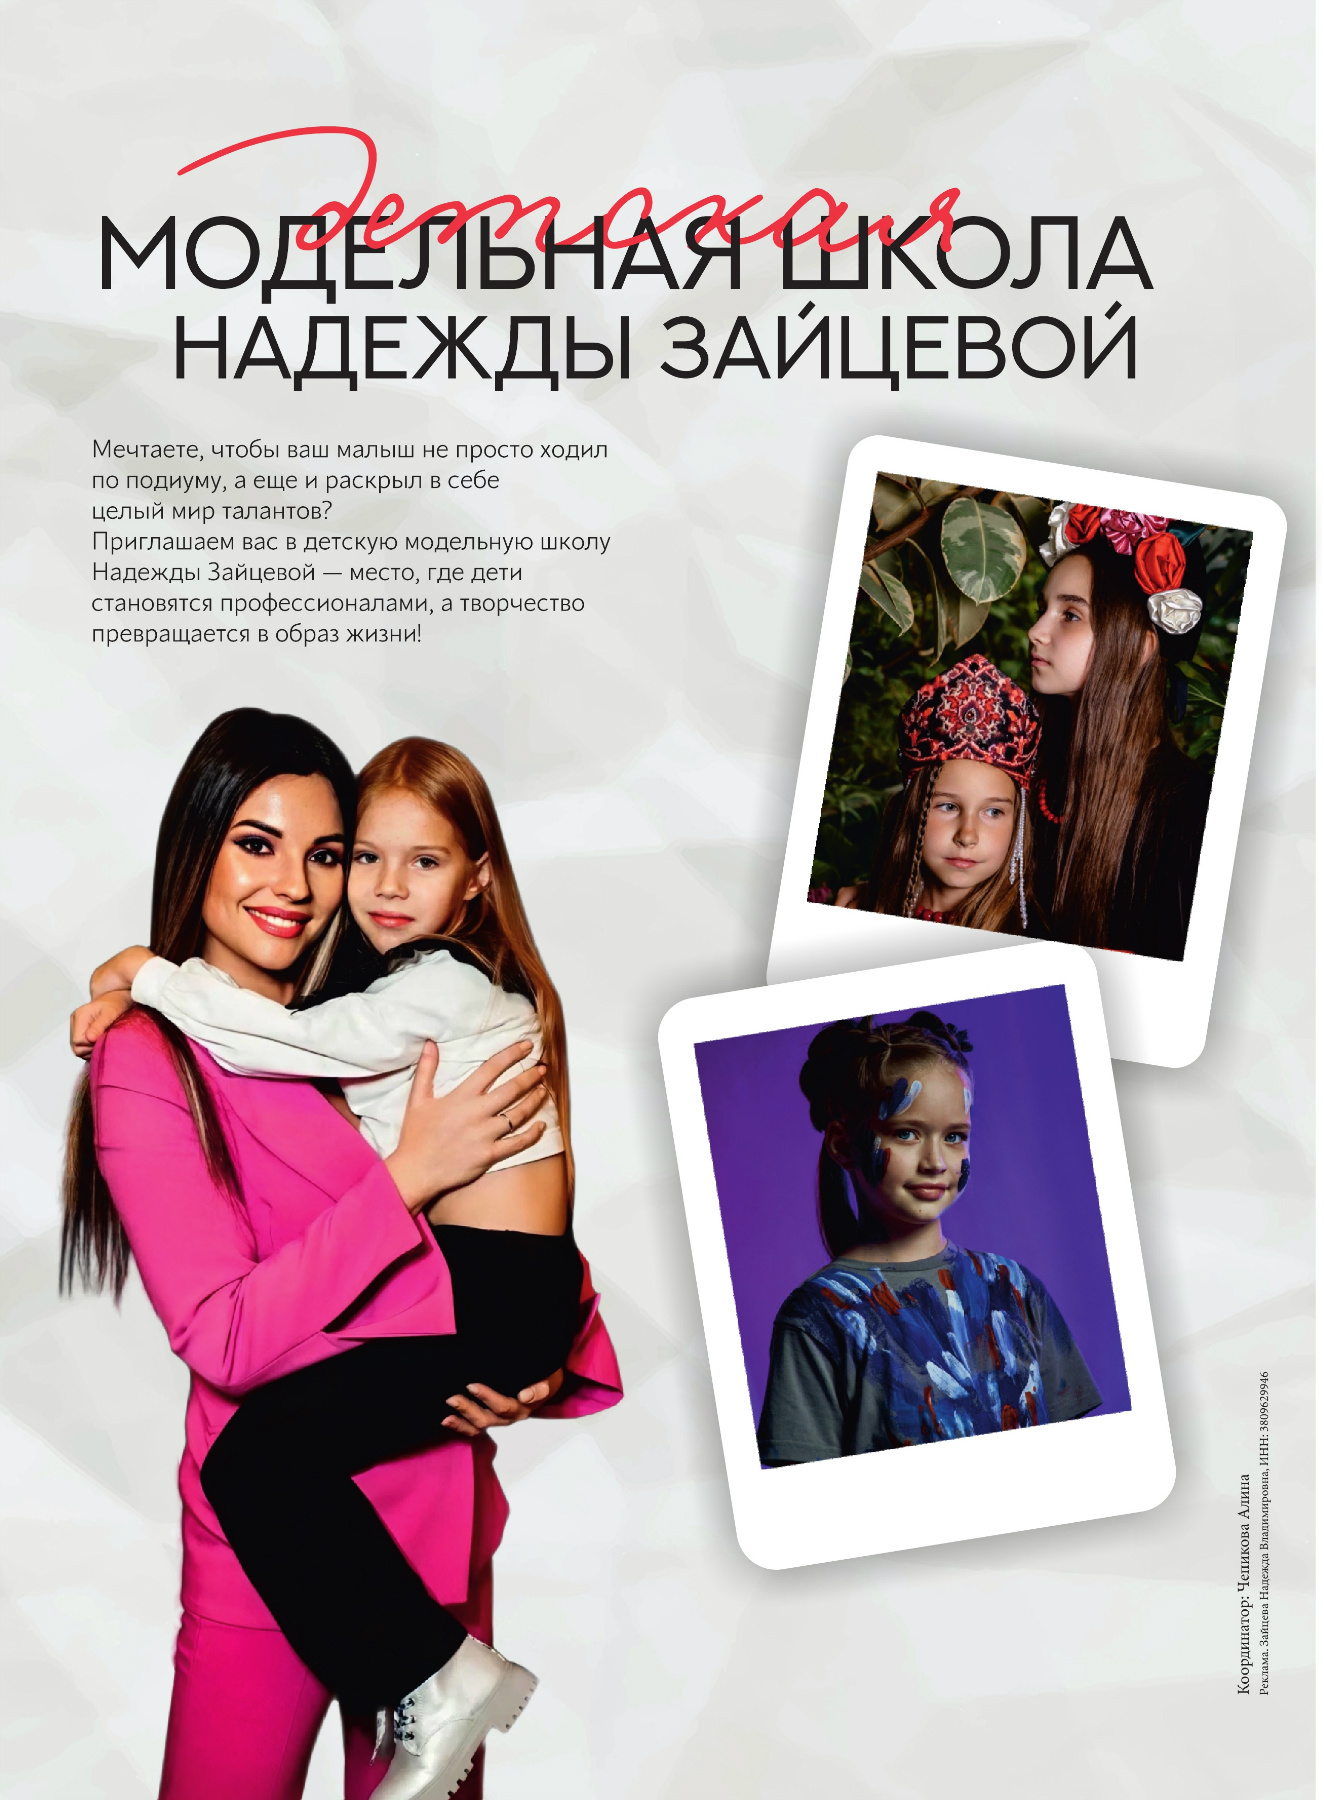 детская
МОДЕЛЬНАЯ ШКОЛА
НАДЕЖДЫ ЗАЙЦЕВОЙ
Мечтаете, чтобы ваш малыш не просто ходил
по подиуму, а еще и раскрыл в себе
целый мир талантов?
Приглашаем вас в детскую модельную школу
Надежды Зайцевой — место, где дети
становятся профессионалами, а творчество
превращается в образ жизни!
Координатор: Чепикова Алина
Реклама. Зайцева Надежда Владимировна, ИНН: 3809629946